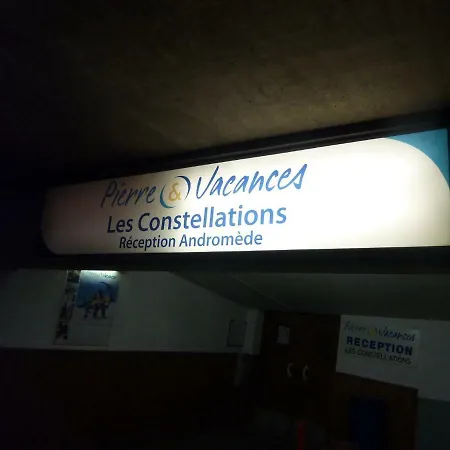 Pierre & Vacances
Les Constellations
Réception Andromède
Pierre & Vacances
RECEPTION
LES CONSTELLATIONS